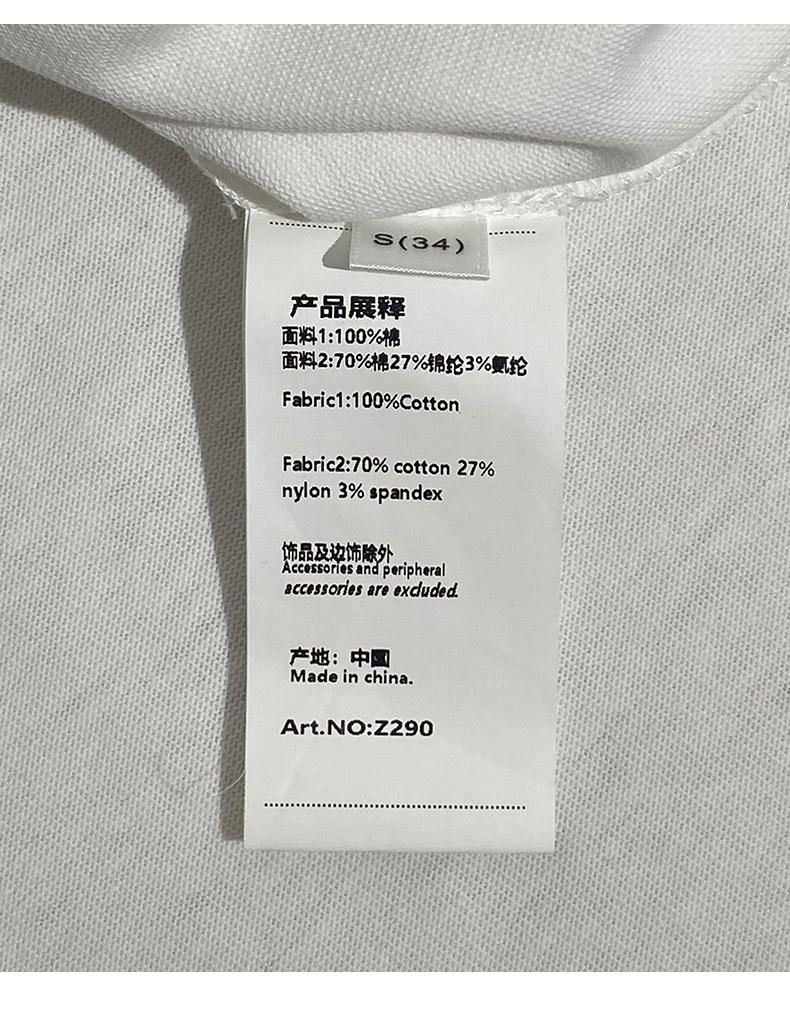 S(34)
产品展释
面料1:100%棉
面料2:70%棉27%锦纶3%氨纶
Fabric1:100%Cotton
Fabric2:70% cotton 27%
nylon 3% spandex
饰品及边饰除外
Accessories and peripheral
accessories are excluded.
产地：中国
Made in china.
Art.NO:Z290